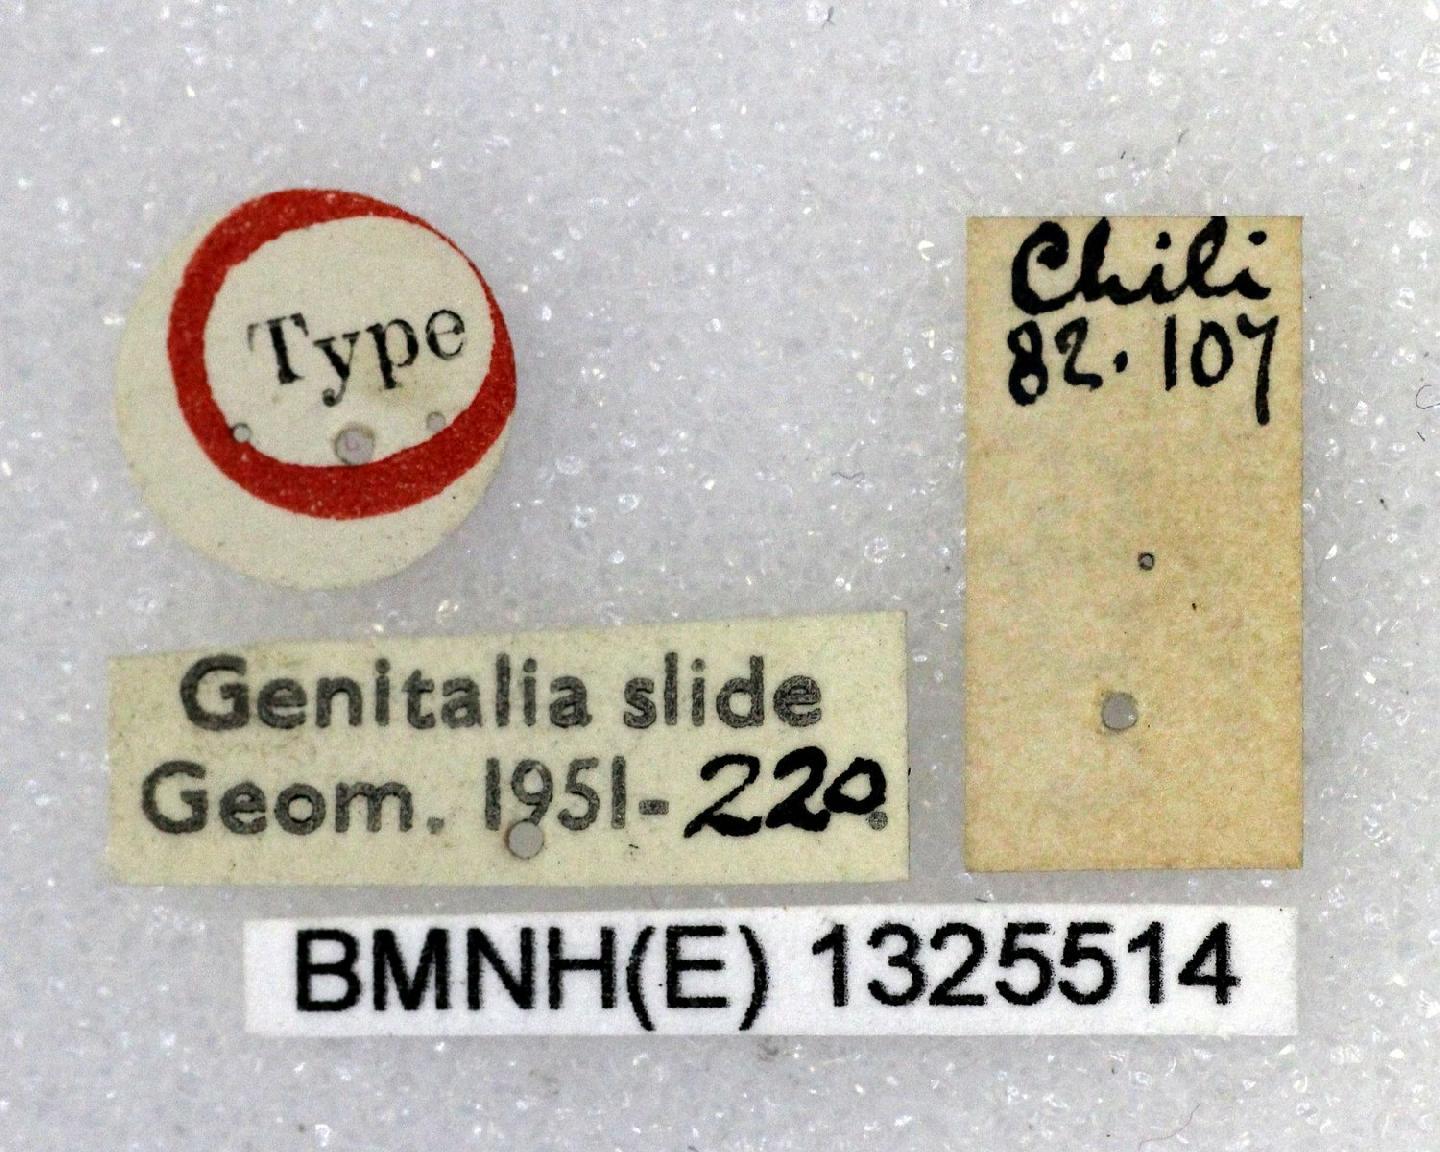 Type
Chili
82.107
Genitalia slide
Geom. 1951-220.
BMNH(E) 1325514